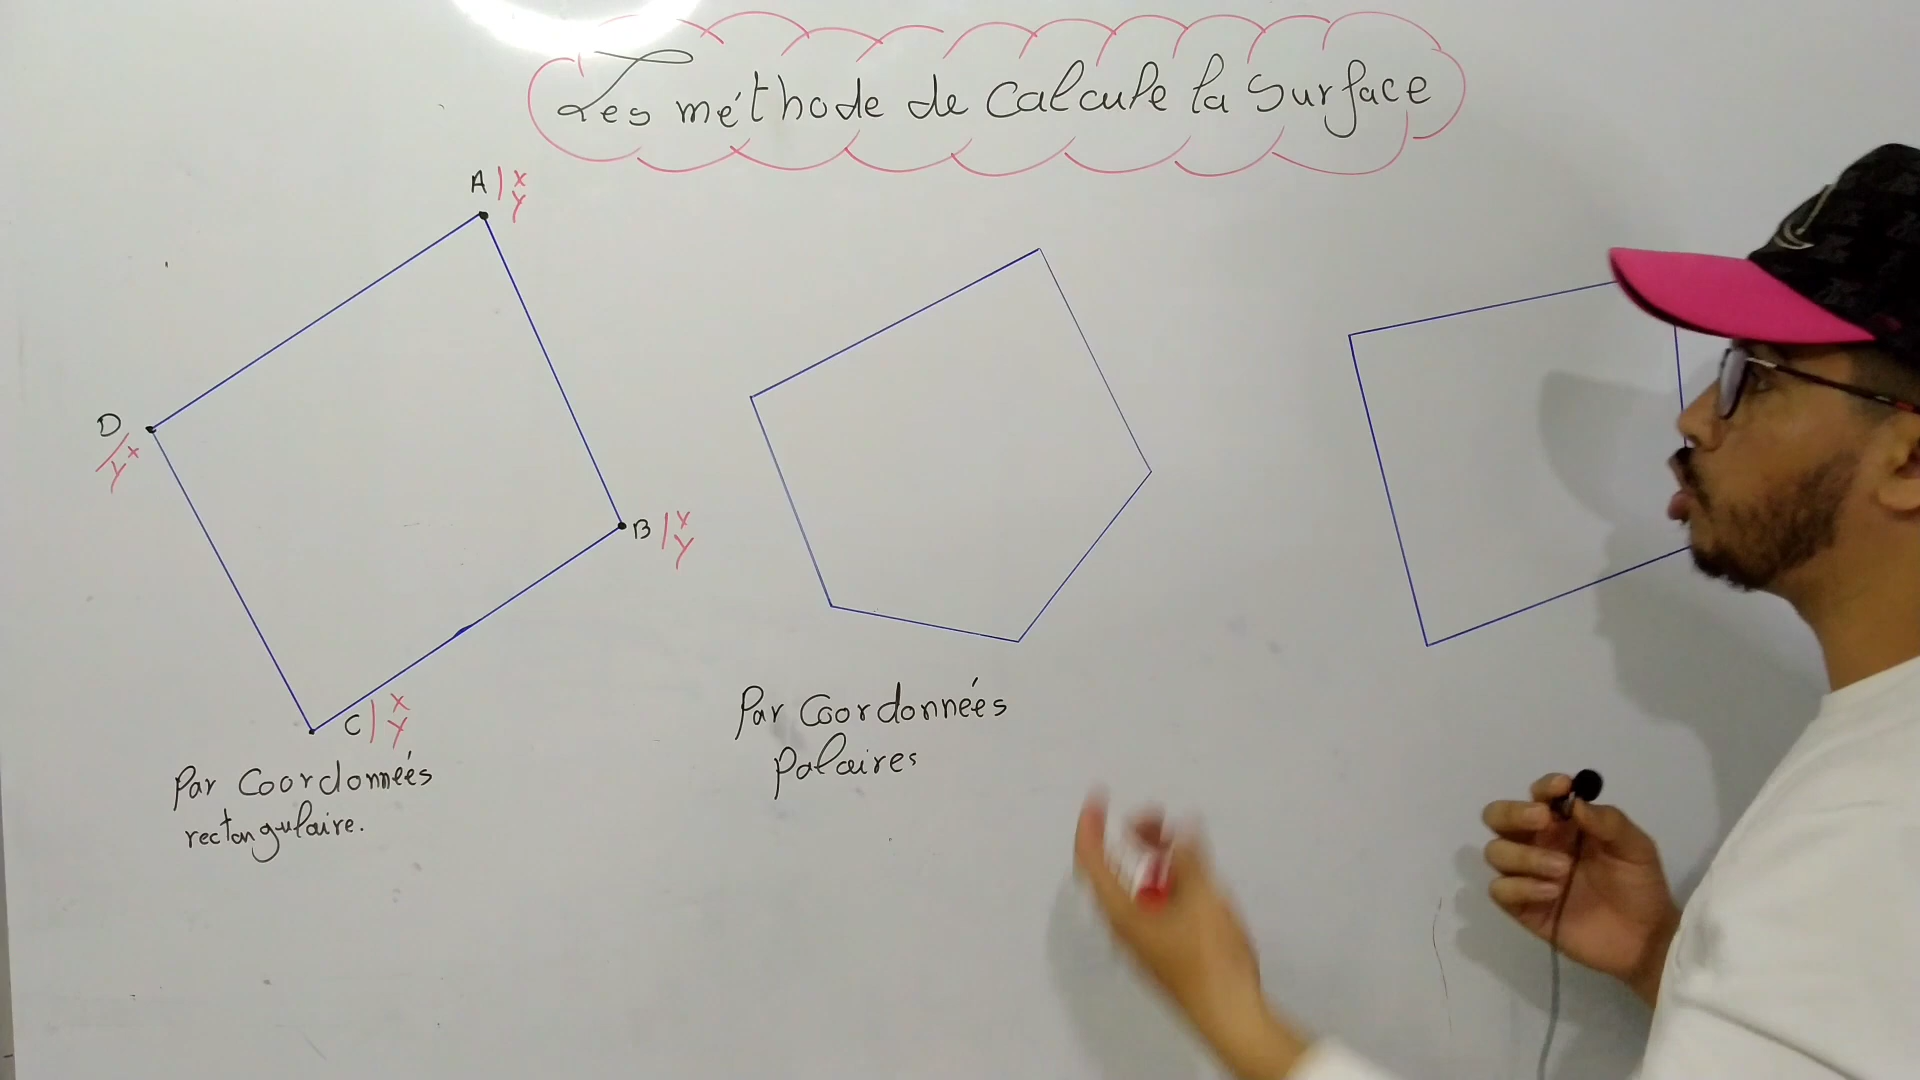 Les méthode de calcule la surface
A | x
y
D
x
y
B | x
y
C | x
y
Par Coordonnées
rectangulaire.
Par Coordonnées
Polaires